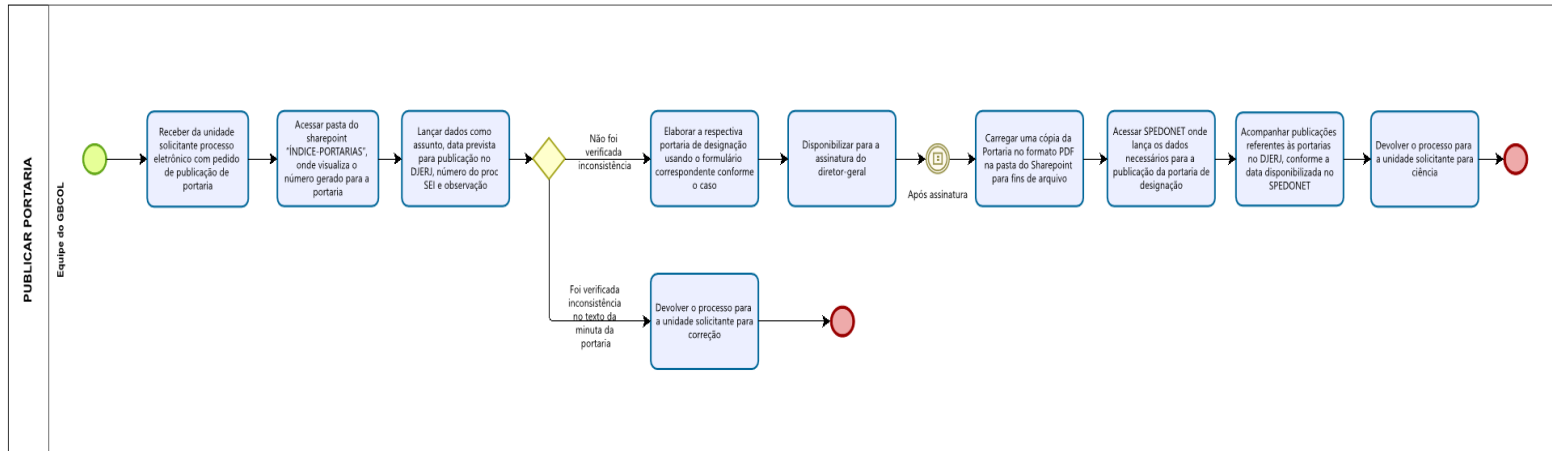 PUBLICAR PORTARIA
Equipe do GBCOL
Receber da unidade
solicitante processo
eletrônico com pedido
de publicação de
portaria
Acessar pasta do
sharepoint
"ÍNDICE-PORTARIAS",
onde visualiza o
número gerado para a
portaria
Lançar dados como
assunto, data prevista
para publicação no
DJERJ, número do proc
SEI e observação
Não foi
verificada
inconsistência
Elaborar a respectiva
portaria de designação
usando o formulário
correspondente conforme
o caso
Disponibilizar para a
assinatura do
diretor-geral
Após assinatura
Carregar uma cópia da
Portaria no formato PDF
na pasta do Sharepoint
para fins de arquivo
Acessar SPEDONET onde
lança os dados
necessários para a
publicação da portaria de
designação
Acompanhar publicações
referentes às portarias
no DJERJ, conforme a
data disponibilizada no
SPEDONET
Devolver o processo para
a unidade solicitante para
ciência
Foi verificada
inconsistência
no texto da
minuta da
portaria
Devolver o processo para
a unidade solicitante para
correção